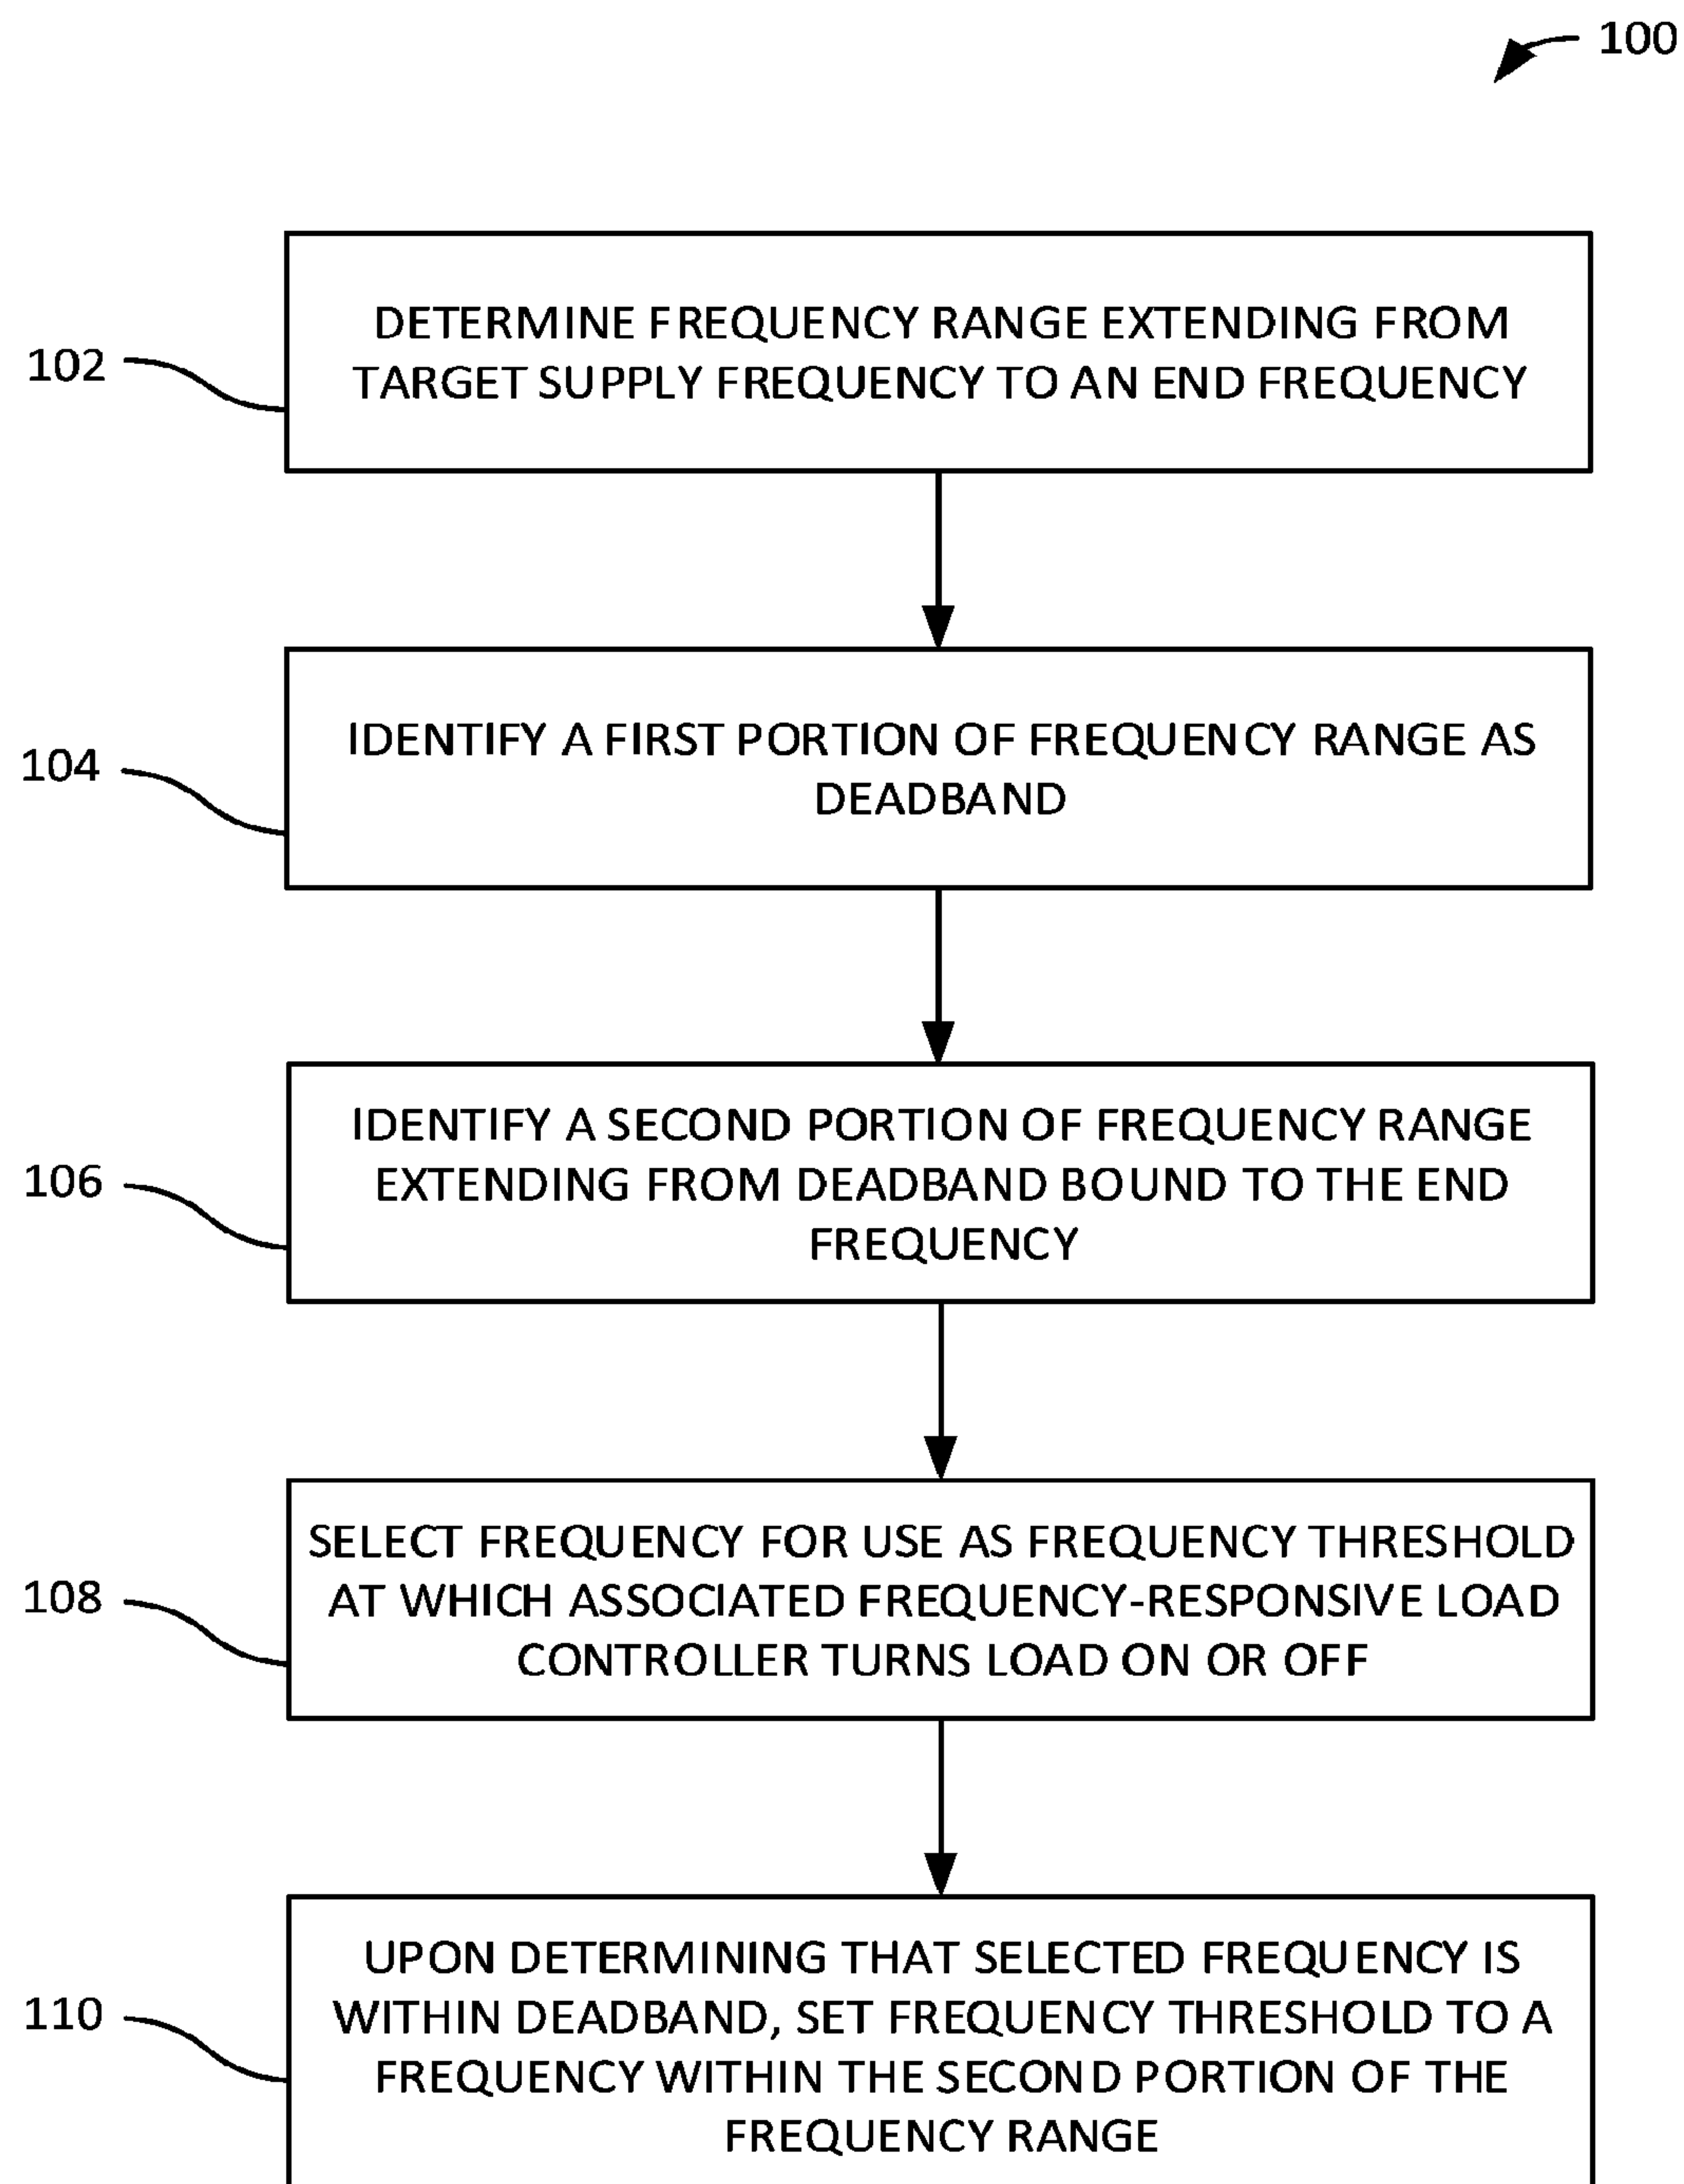 100
102
DETERMINE FREQUENCY RANGE EXTENDING FROM
TARGET SUPPLY FREQUENCY TO AN END FREQUENCY
104
IDENTIFY A FIRST PORTION OF FREQUENCY RANGE AS
DEADBAND
106
IDENTIFY A SECOND PORTION OF FREQUENCY RANGE
EXTENDING FROM DEADBAND BOUND TO THE END
FREQUENCY
108
SELECT FREQUENCY FOR USE AS FREQUENCY THRESHOLD
AT WHICH ASSOCIATED FREQUENCY-RESPONSIVE LOAD
CONTROLLER TURNS LOAD ON OR OFF
110
UPON DETERMINING THAT SELECTED FREQUENCY IS
WITHIN DEADBAND, SET FREQUENCY THRESHOLD TO A
FREQUENCY WITHIN THE SECOND PORTION OF THE
FREQUENCY RANGE